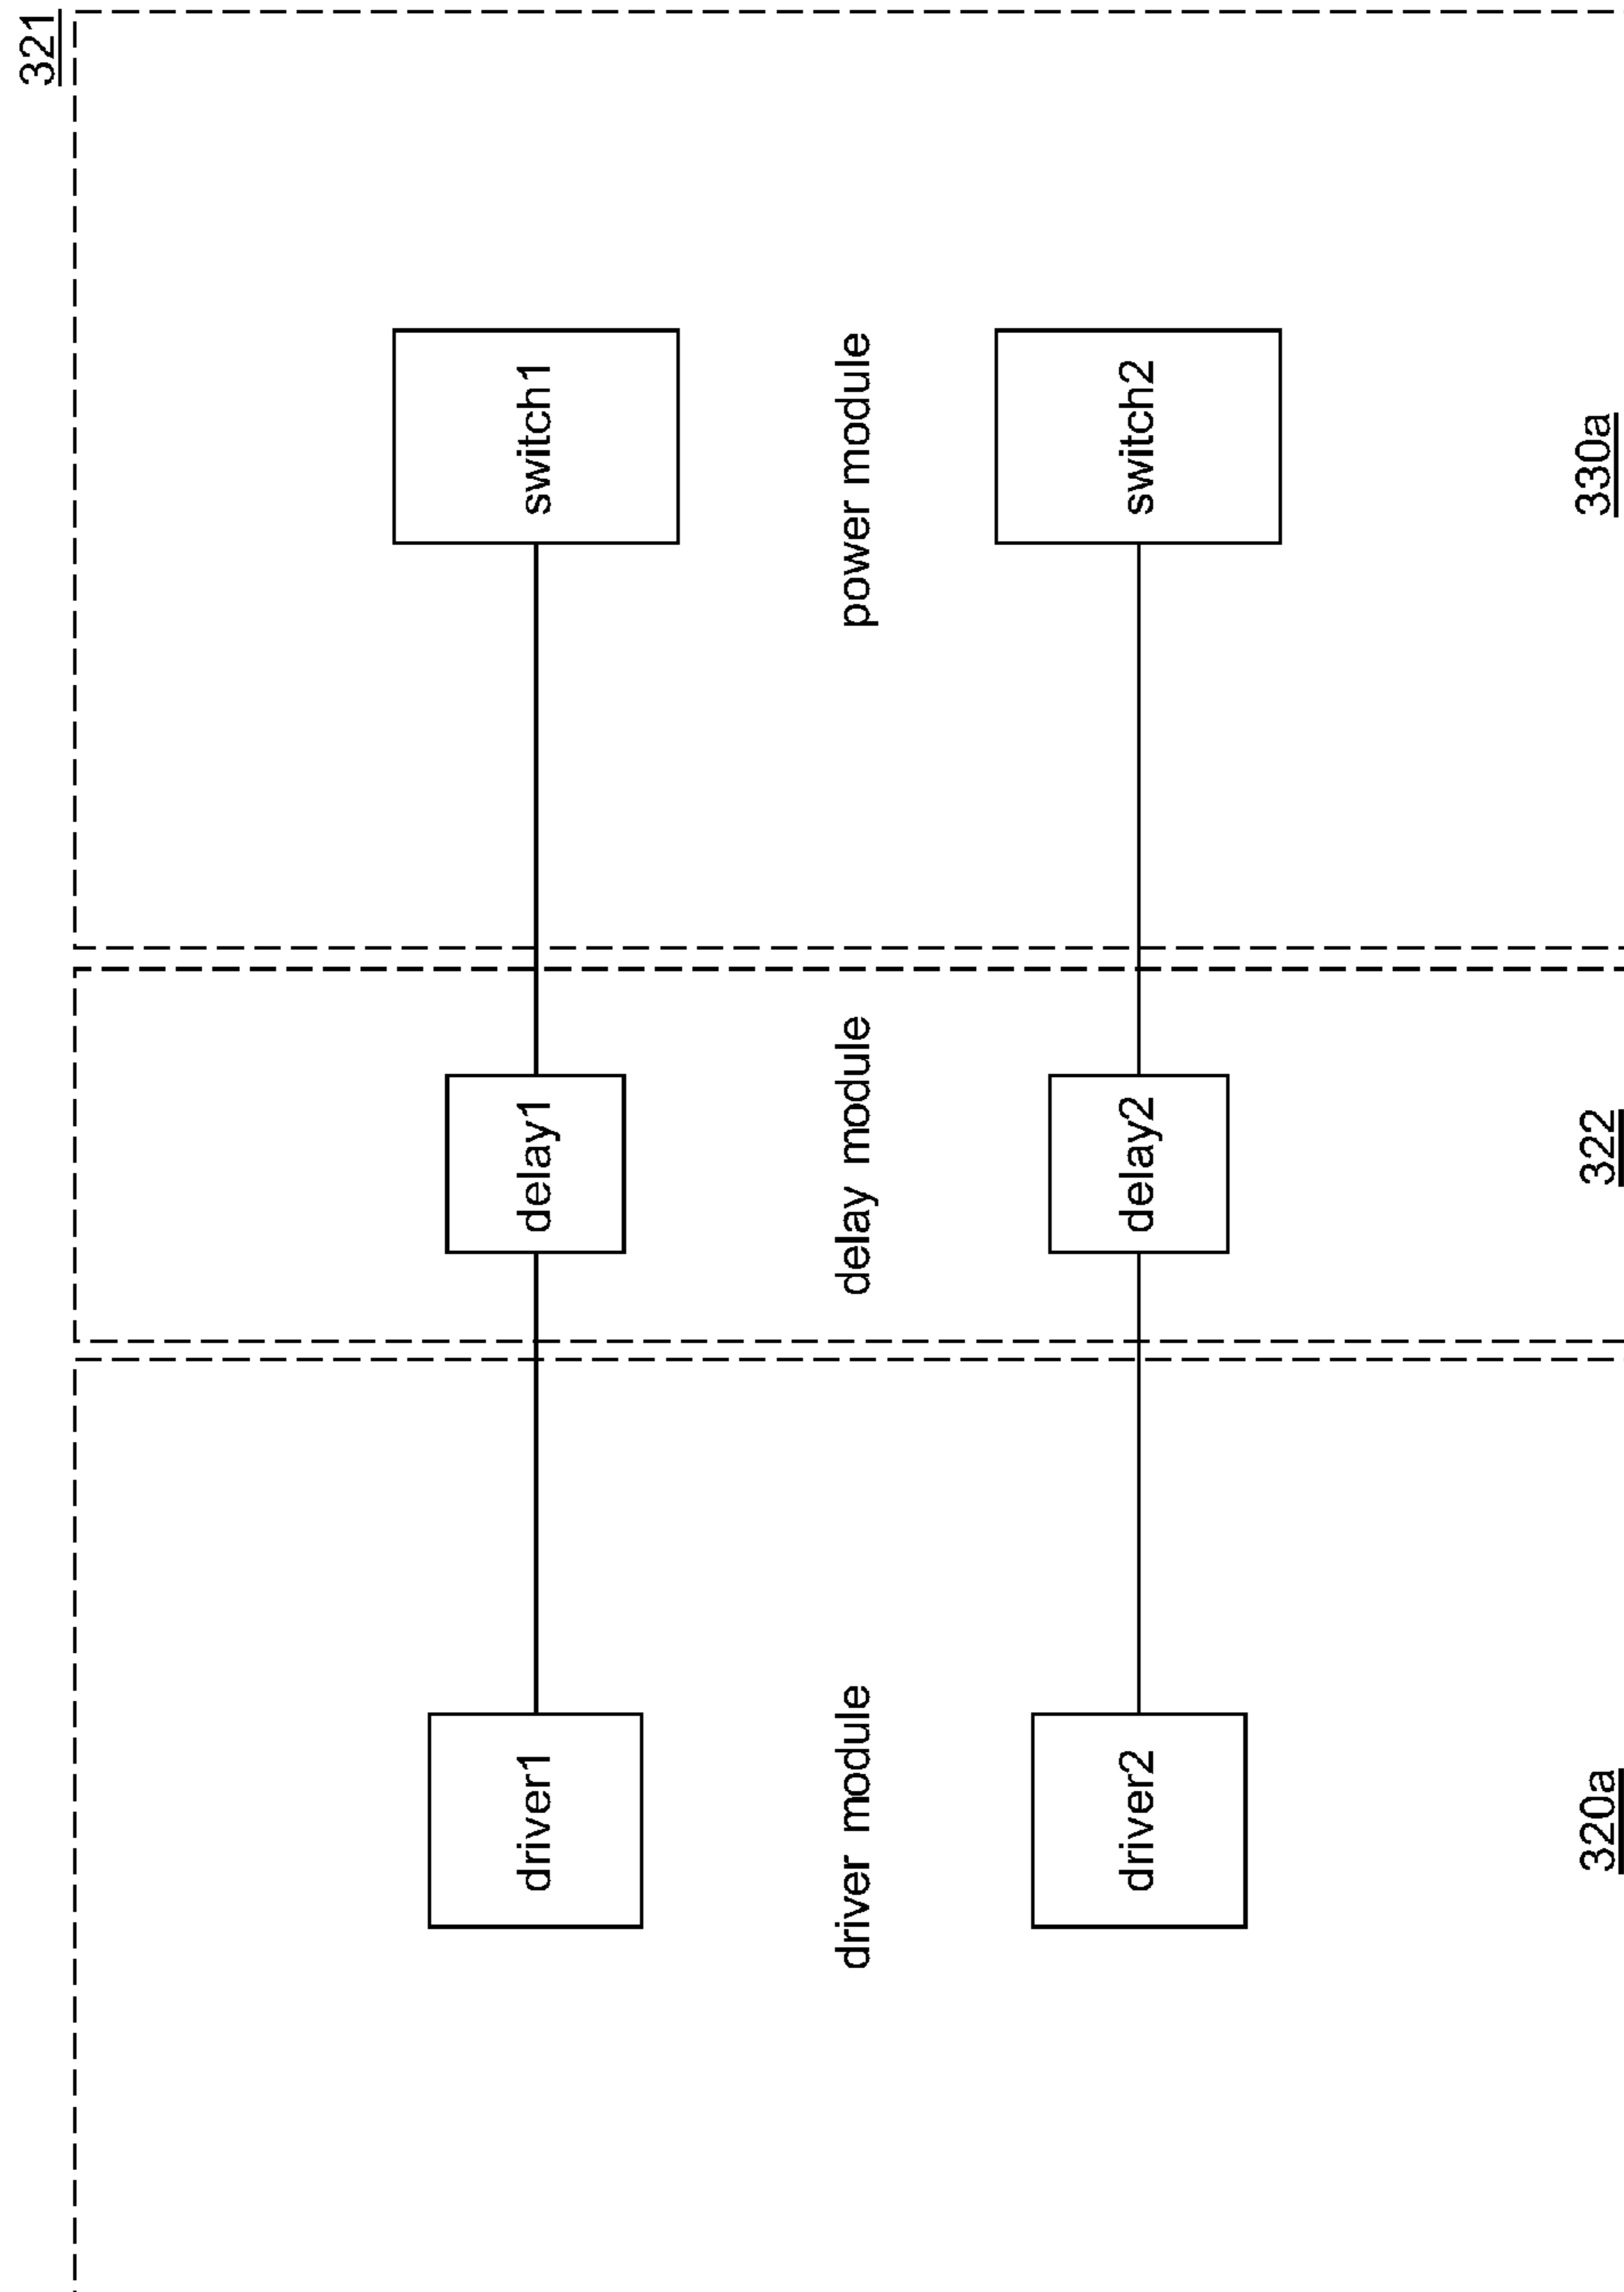 321
driver1
delay1
switch1
driver module
delay module
power module
driver2
delay2
switch2
320a
322
330a